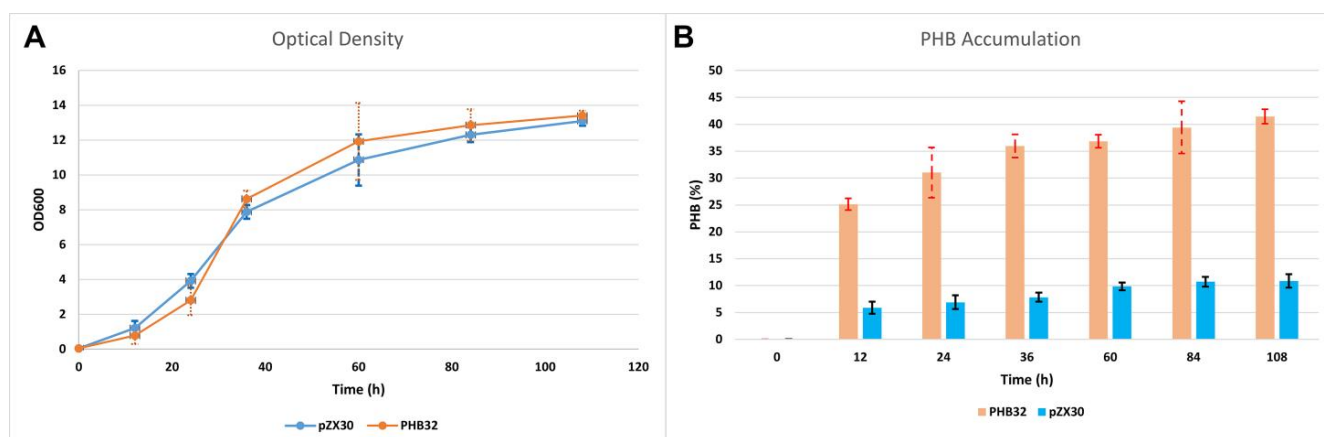 A
Optical Density
OD600
16
14
12
10
8
6
4
2
0
0 20 40 60 80 100 120
Time (h)
pZX30 PHB32
B
PHB Accumulation
PHB (%)
50
45
40
35
30
25
20
15
10
5
0
0 12 24 36 60 84 108
Time (h)
PHB32 pZX30